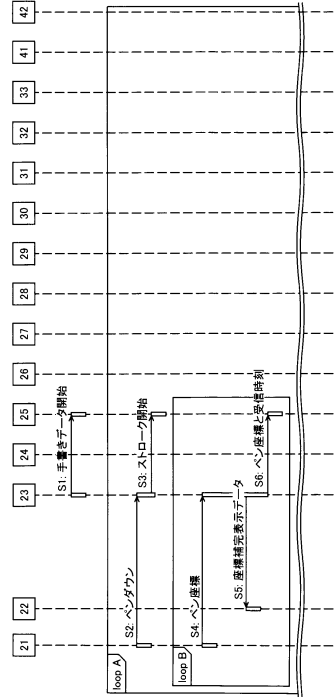 21
22
23
24
25
26
27
28
29
30
31
32
33
41
42
S1: 手書きデータ開始
loop A
S2: ペンダウン
S3: ストローク開始
loop B
S4: ペン座標
S5: 座標補完表示データ
S6: ペン座標と受信時刻